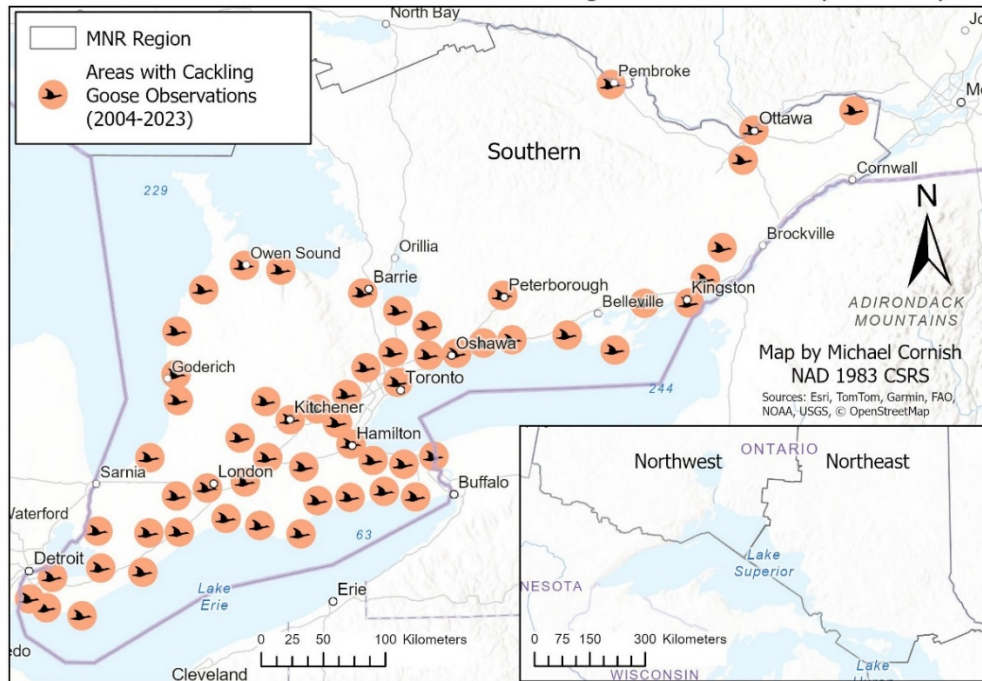 MNR Region
Areas with Cackling
Goose Observations
(2004-2023)
North Bay
Pembroke
Ottawa
Southern
Cornwall
229
N
Brockville
Owen Sound
Orillia
Barrie
Peterborough
Belleville
Kingston
ADIRONDACK
MOUNTAINS
Goderich
Oshawa
Toronto
244
Map by Michael Cornish
NAD 1983 CSRS
Sources: Esri, TomTom, Garmin, FAO,
NOAA, USGS, © OpenStreetMap
Kitchener
Hamilton
Sarnia
London
Buffalo
Waterford
63
Detroit
Lake
Erie
Erie
0 25 50 100 Kilometers
Cleveland
Northwest
ONTARIO
Northeast
Lake
Superior
NESOTA
0 75 150 300 Kilometers
WISCONSIN
Lake